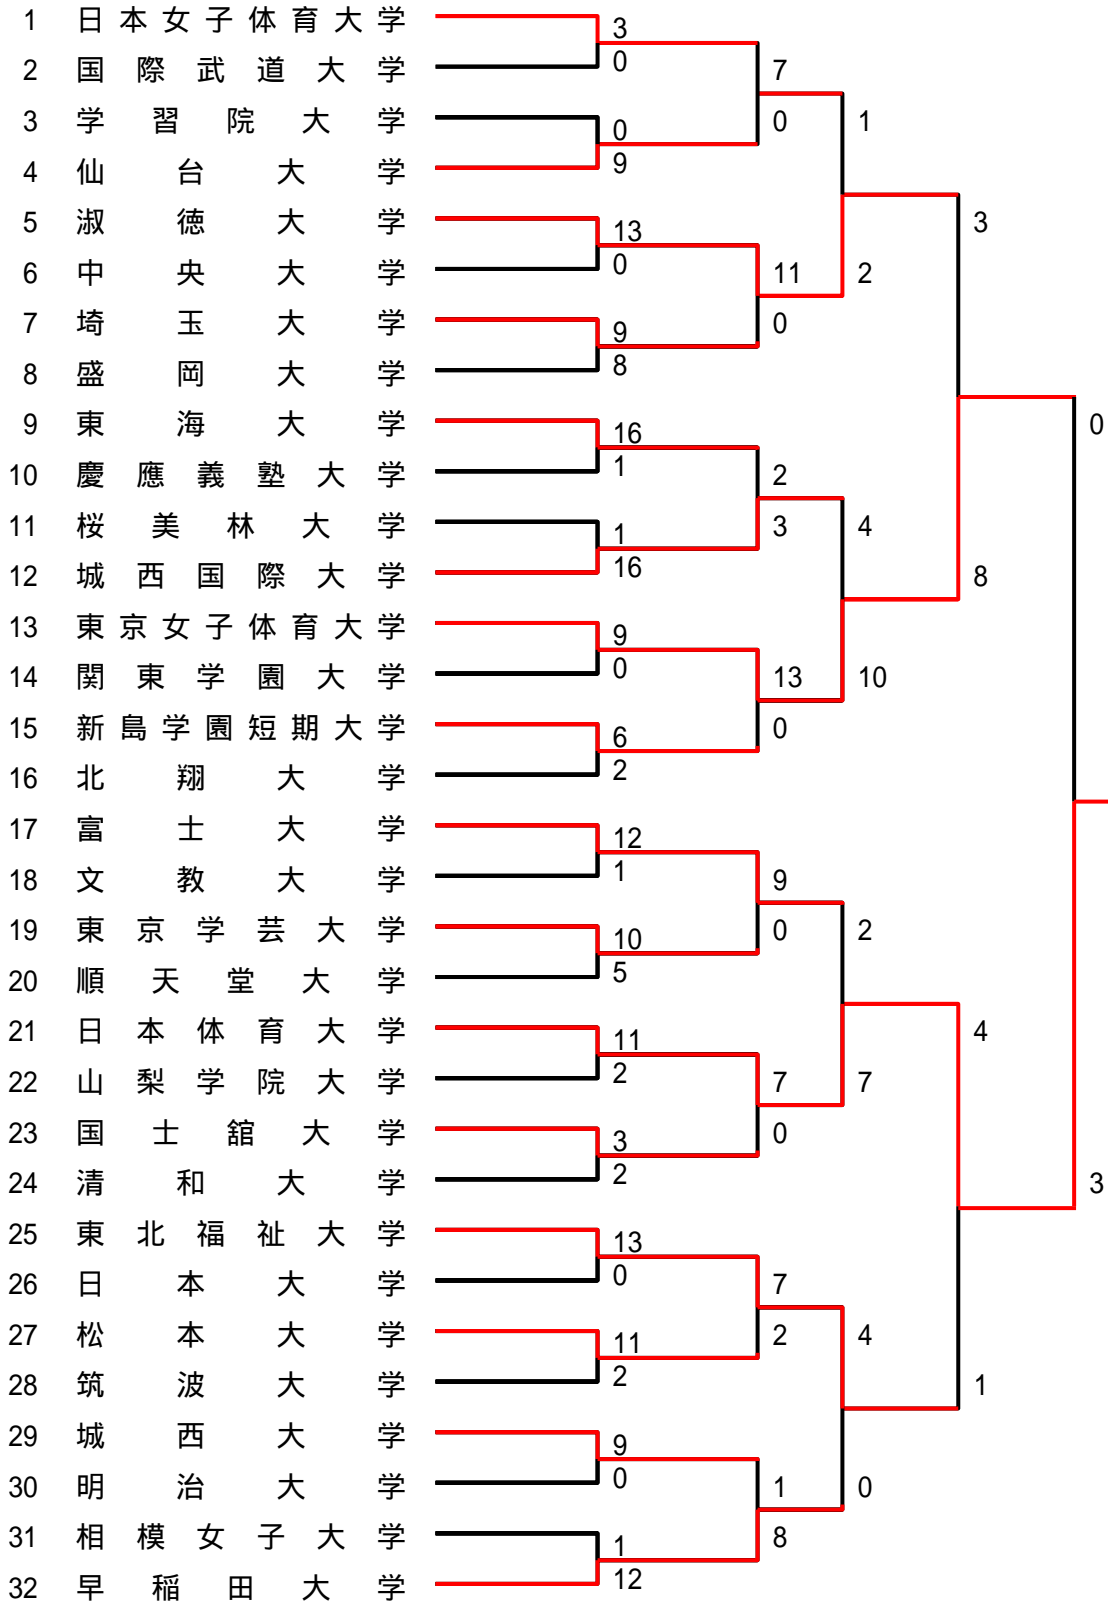 1 日本女子体育大学
3
2 国際武道大学
0
7
3 学習院大学
0
0
1
4 仙台大学
9
5 淑徳大学
13
3
6 中央大学
0
11
2
7 埼玉大学
9
0
8 盛岡大学
8
9 東海大学
16
0
10 慶應義塾大学
1
2
11 桜美林大学
1
3
4
12 城西国際大学
16
8
13 東京女子体育大学
9
14 関東学園大学
0
13
10
15 新島学園短期大学
6
0
16 北翔大学
2
17 富士大学
12
18 文教大学
1
9
19 東京学芸大学
10
0
2
20 順天堂大学
5
21 日本体育大学
11
4
22 山梨学院大学
2
7
7
23 国士舘大学
3
0
24 清和大学
2
3
25 東北福祉大学
13
26 日本大学
0
7
27 松本大学
11
2
4
28 筑波大学
2
1
29 城西大学
9
30 明治大学
0
1
0
31 相模女子大学
1
8
32 早稲田大学
12